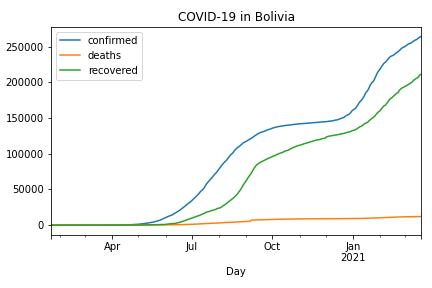 COVID-19 in Bolivia
confirmed
deaths
recovered
250000
200000
150000
100000
50000
0
Apr
Jul
Oct
Jan
2021
Day